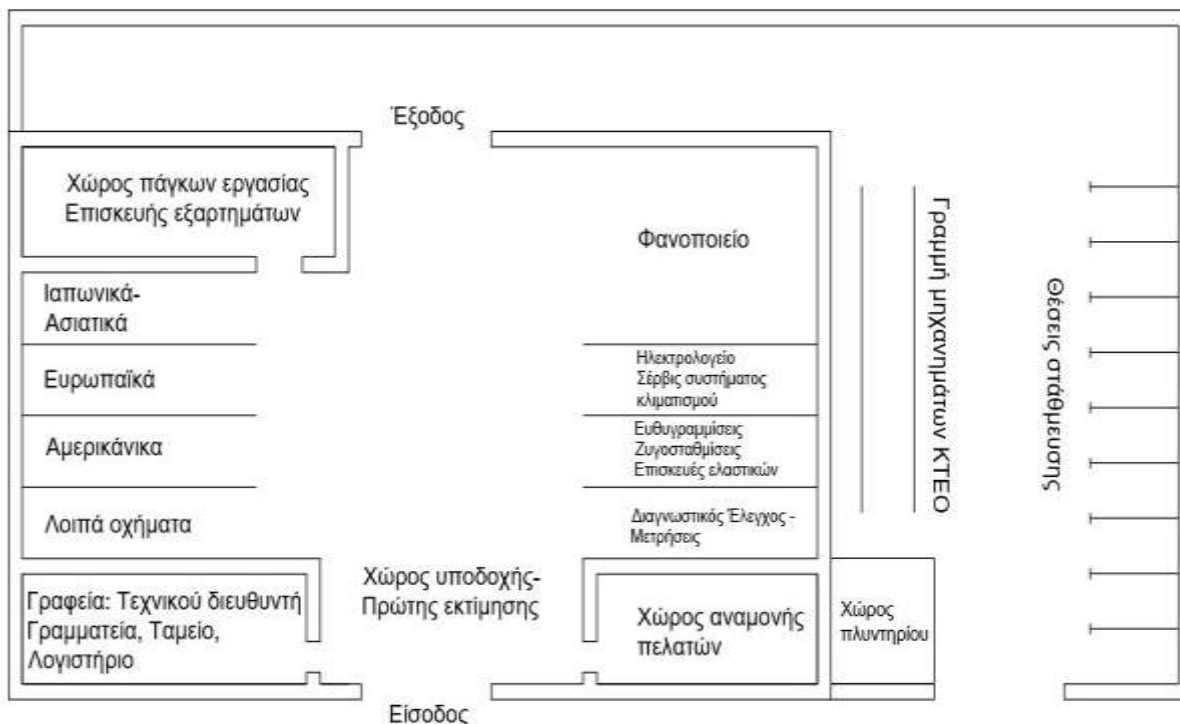 Έξοδος
Χώρος πάγκων εργασίας
Επισκευής εξαρτημάτων
Ιαπωνικά-
Ασιατικά
Ευρωπαϊκά
Αμερικάνικα
Λοιπά οχήματα
Γραφεία: Τεχνικού διευθυντή
Γραμματεία, Ταμείο,
Λογιστήριο
Χώρος υποδοχής-
Πρώτης εκτίμησης
Είσοδος
Φανοποιείο
Ηλεκτρολογείο
Σέρβις συστήματος
κλιματισμού
Ευθυγραμμίσεις
Ζυγοσταθμίσεις
Επισκευές ελαστικών
Διαγνωστικός Έλεγχος -
Μετρήσεις
Χώρος αναμονής
πελατών
Χώρος
πλυντηρίου
Γραμμή μηχανημάτων ΚΤΕΟ
Θέσεις στάθμευσης